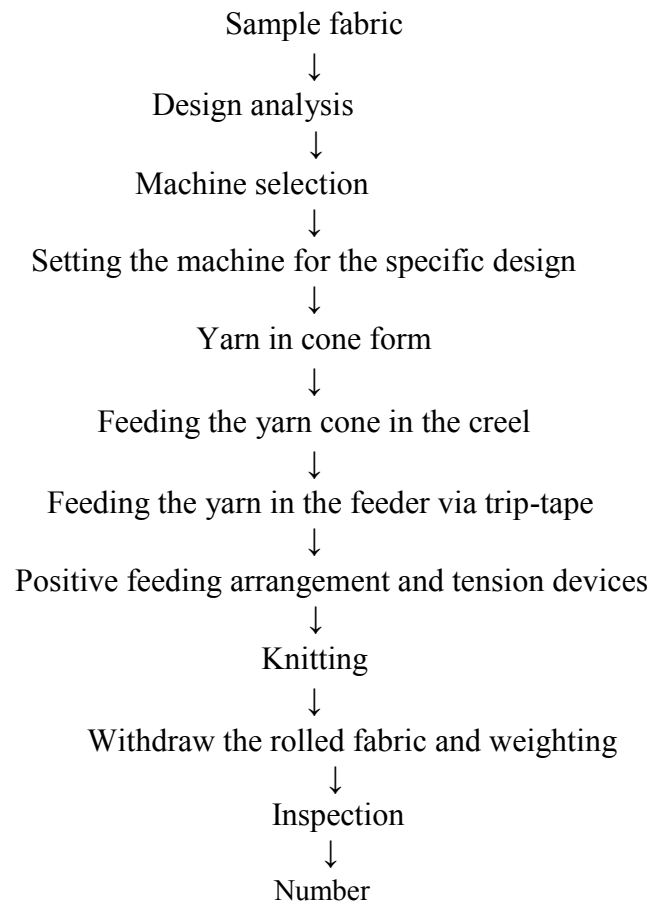 Sample fabric
↓
Design analysis
↓
Machine selection
↓
Setting the machine for the specific design
↓
Yarn in cone form
↓
Feeding the yarn cone in the creel
↓
Feeding the yarn in the feeder via trip-tape
↓
Positive feeding arrangement and tension devices
↓
Knitting
↓
Withdraw the rolled fabric and weighting
↓
Inspection
↓
Number